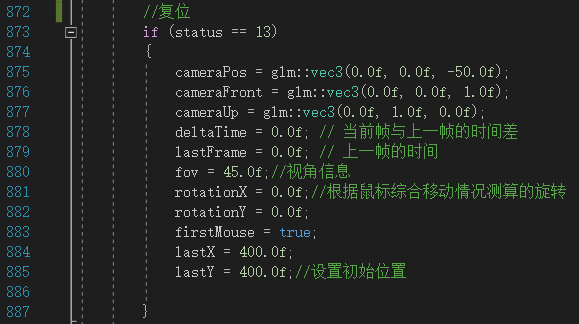 872 //复位
873 if (status == 13)
874 {
875 cameraPos = glm::vec3(0.0f, 0.0f, -50.0f);
876 cameraFront = glm::vec3(0.0f, 0.0f, 1.0f);
877 cameraUp = glm::vec3(0.0f, 1.0f, 0.0f);
878 deltaTime = 0.0f; // 当前帧与上一帧的时间差
879 lastFrame = 0.0f; // 上一帧的时间
880 fov = 45.0f;//视角信息
881 rotationX = 0.0f;//根据鼠标综合移动情况测算的旋转
882 rotationY = 0.0f;
883 firstMouse = true;
884 lastX = 400.0f;
885 lastY = 400.0f;//设置初始位置
886
887 }